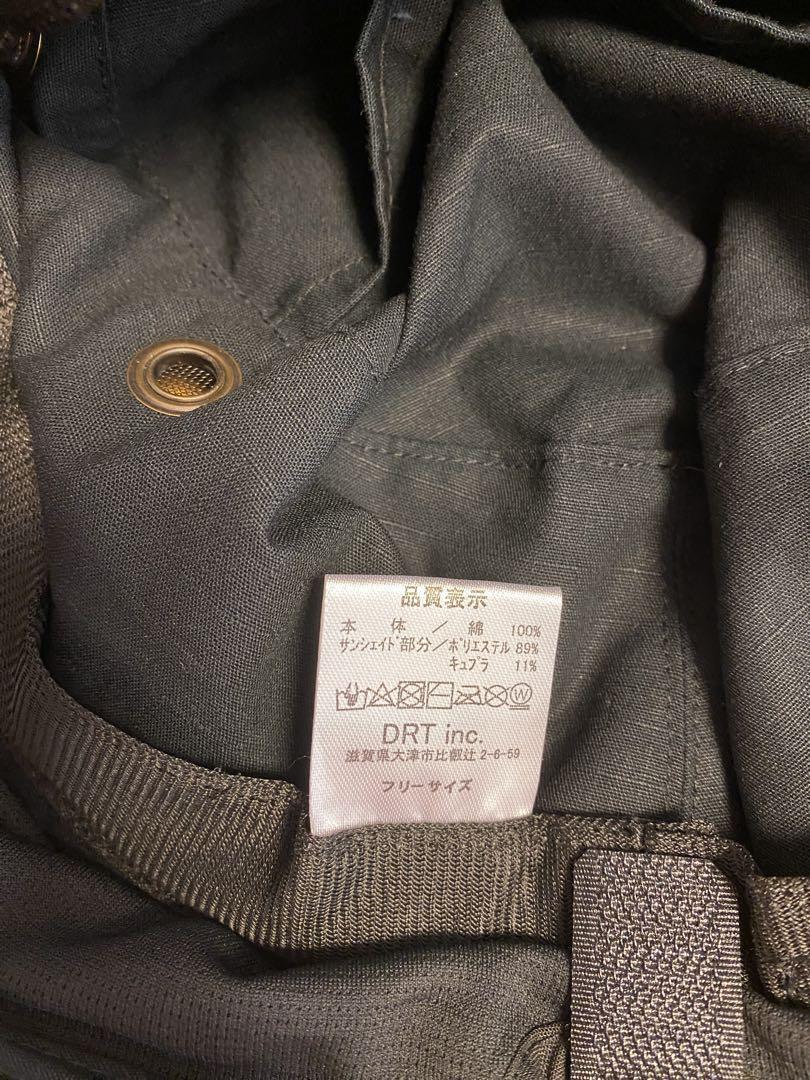 品質表示
本 体 / 綿 100%
サンシェイド部分/ポリエステル 89%
キュプラ 11%
W
DRT inc.
滋賀県大津市比叡辻 2-6-59
フリーサイズ